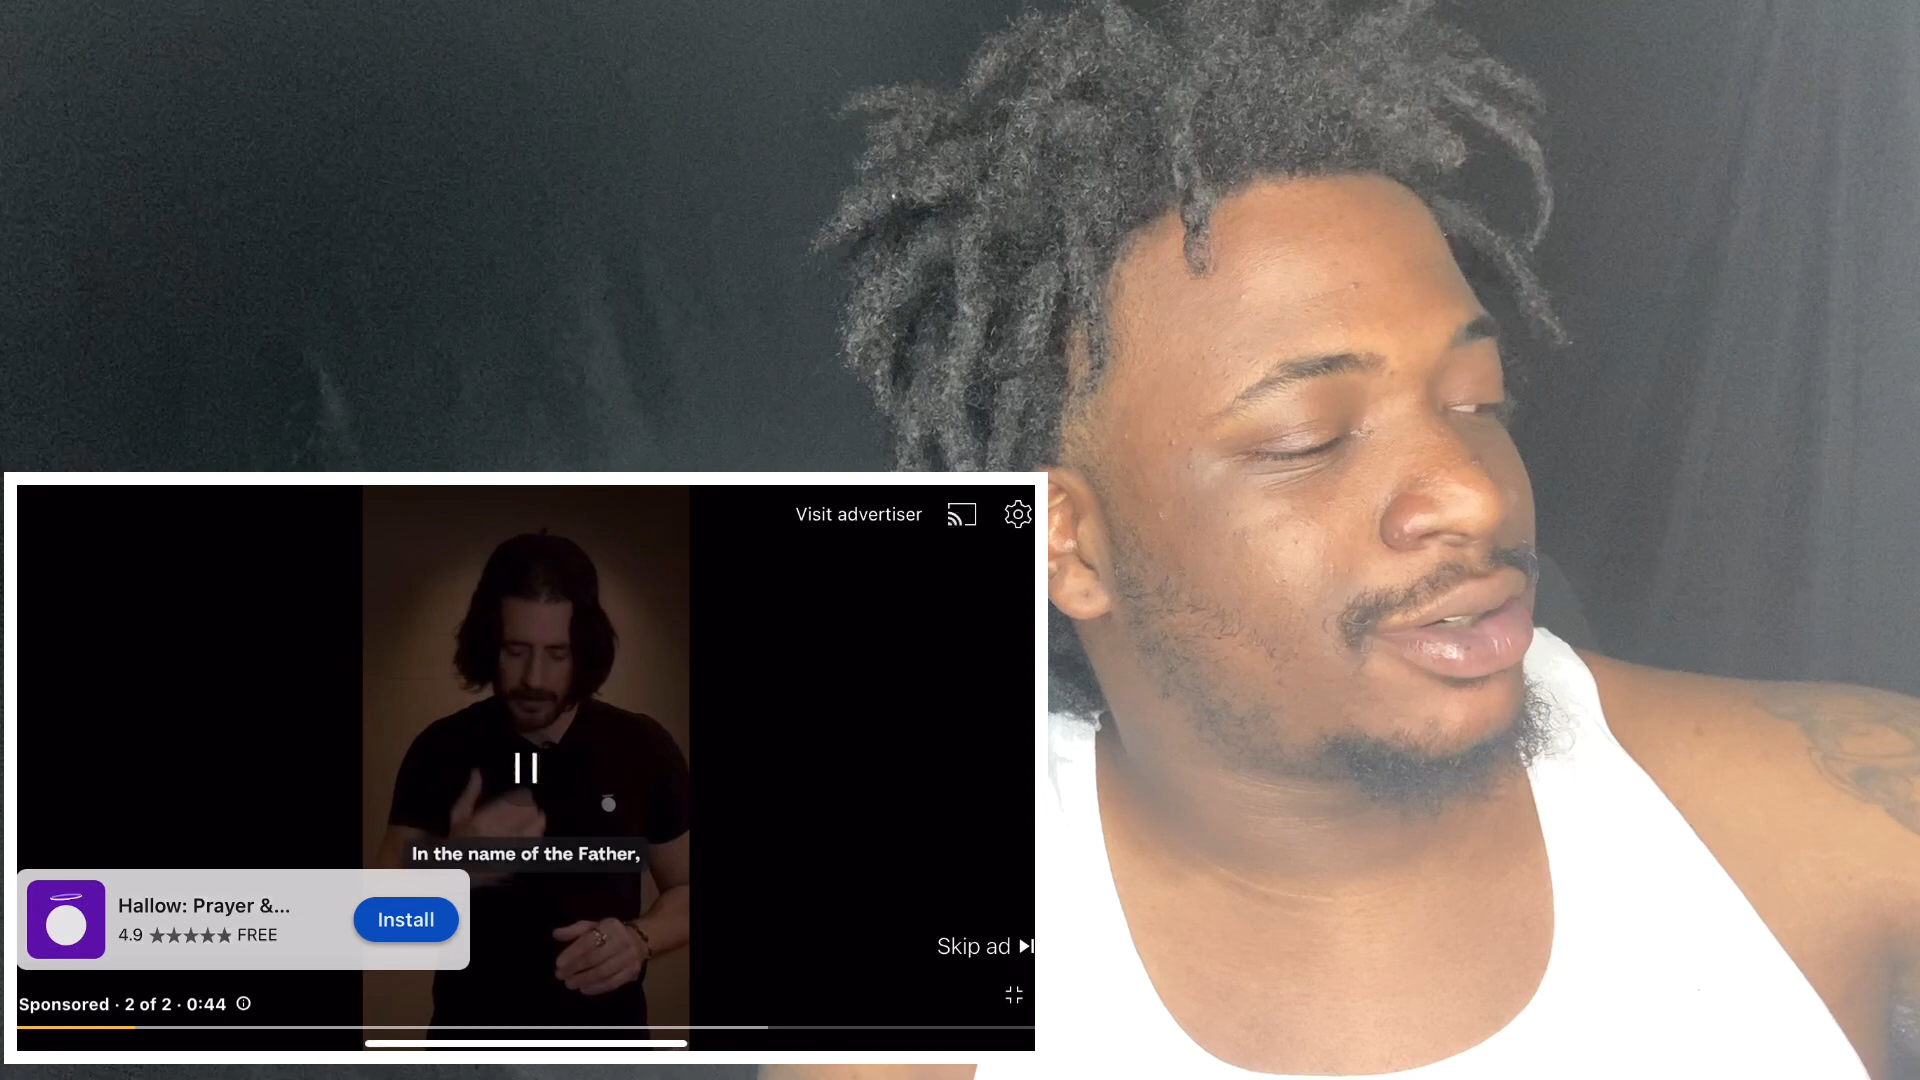 Visit advertiser
In the name of the Father,
Hallow: Prayer &...
Install
4.9 ★★★★★ FREE
Skip ad
Sponsored · 2 of 2 · 0:44